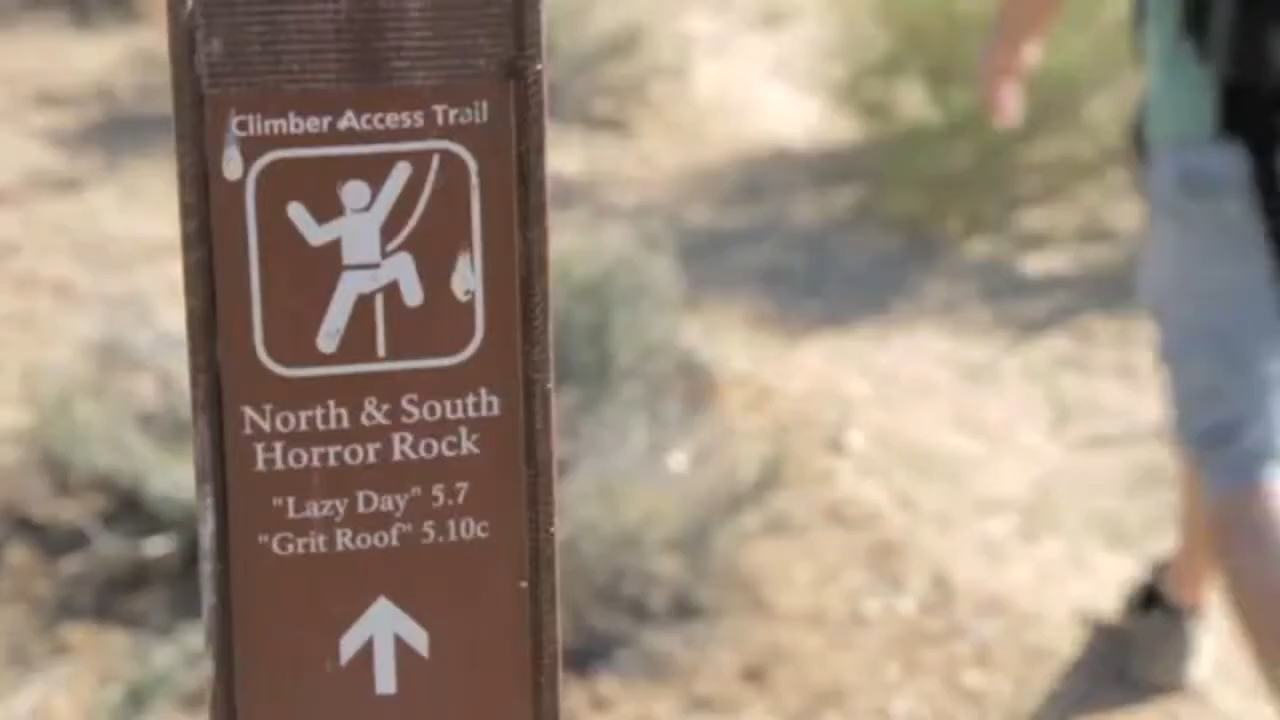 Climber Access Trail
North & South
Horror Rock
"Lazy Day" 5.7
"Grit Roof" 5.10c